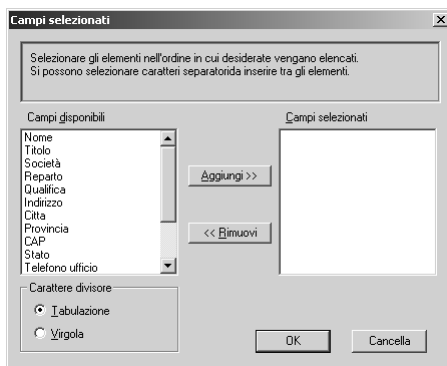 Campi selezionati
Selezionare gli elementi nell'ordine in cui desiderate vengano elencati.
Si possono selezionare caratteri separatorida inserire tra gli elementi.
Campi disponibili
Campi selezionati
Nome
Titolo
Società
Reparto
Qualifica
Indirizzo
Citta
Provincia
CAP
Stato
Telefono ufficio
Aggiungi >>
<< Rimuovi
Carattere divisore
Tabulazione
Virgola
OK
Cancella